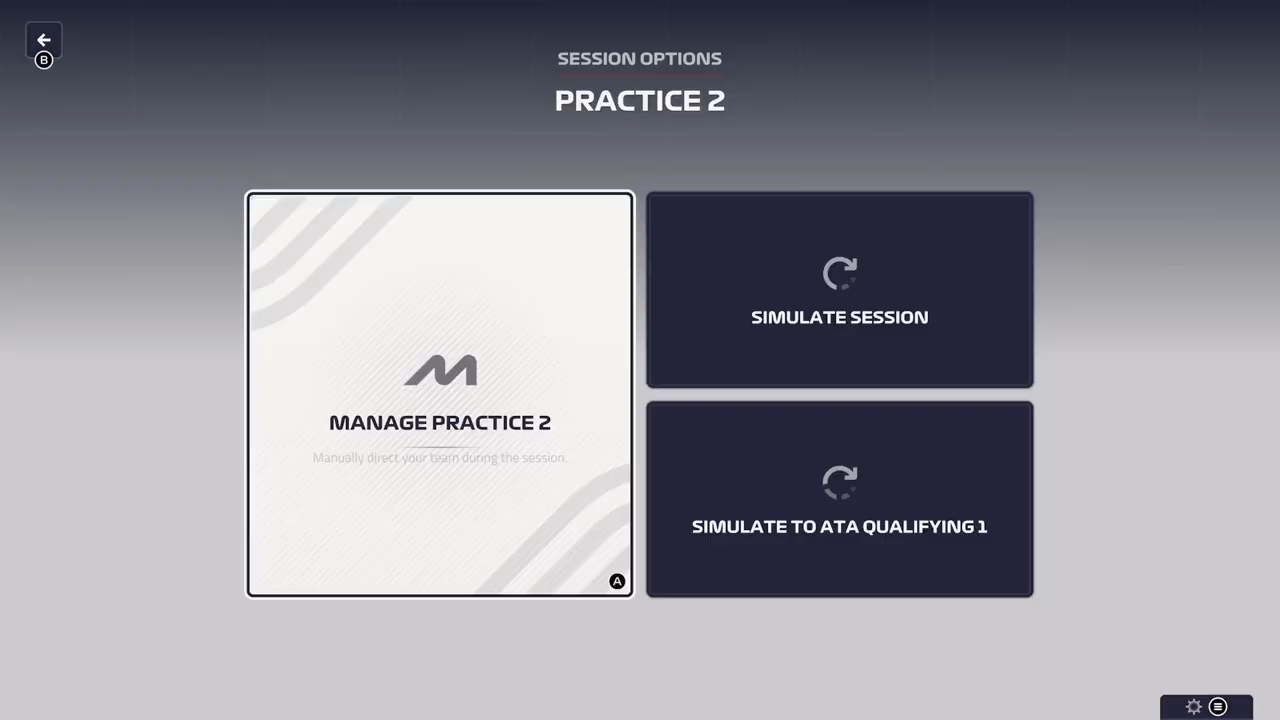 B
SESSION OPTIONS
PRACTICE 2
MANAGE PRACTICE 2
Manually direct your team during the session.
A
SIMULATE SESSION
SIMULATE TO ATA QUALIFYING 1